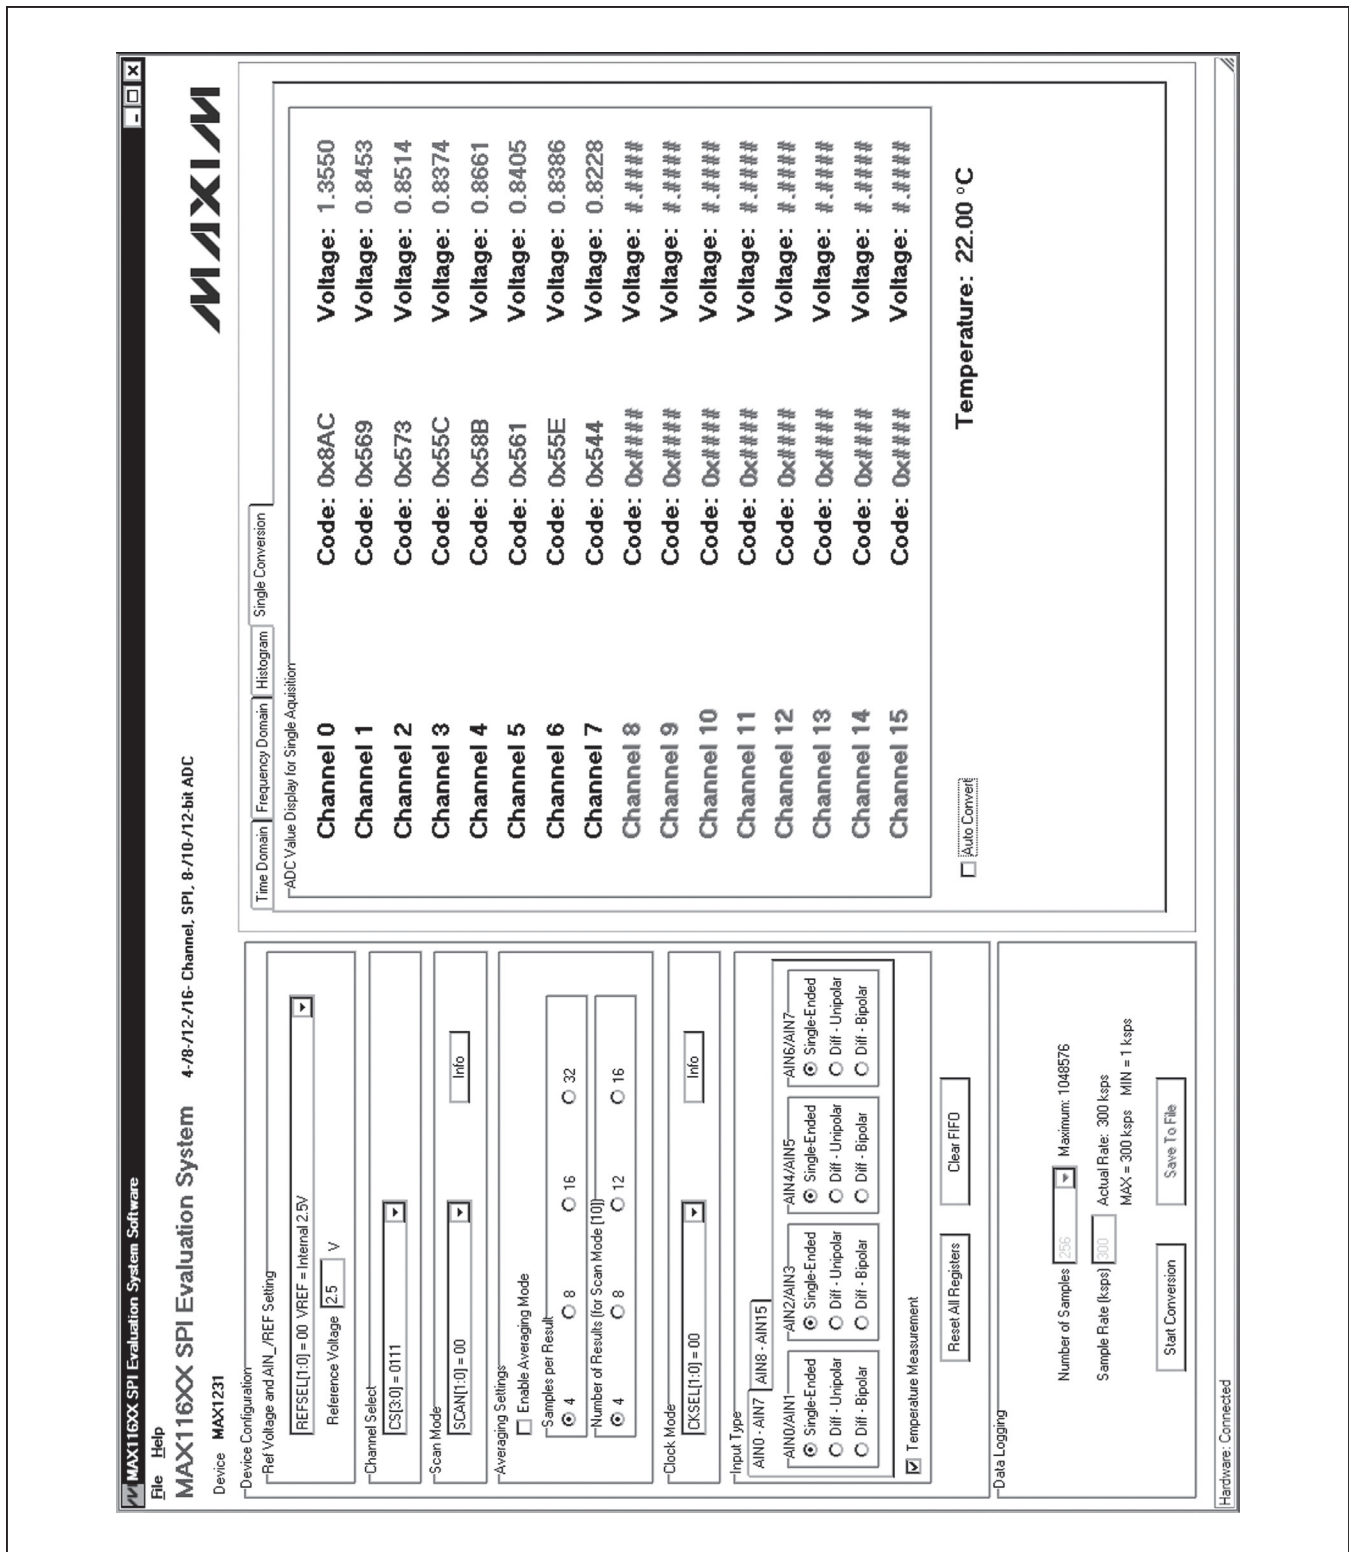 MAX116XX SPI Evaluation System Software
File Help
MAX116XX SPI Evaluation System 4-/8-/12-/16- Channel, SPI, 8-/10-/12-bit ADC
MAXIM
Device MAX1231
Device Configuration
Ref Voltage and AIN_/REF Setting
REFSEL[1:0] = 00 VREF = Internal 2.5V
Reference Voltage 2.5 V
Channel Select
CS[3:0] = 0111
Scan Mode
SCAN[1:0] = 00
Info
Averaging Settings
Enable Averaging Mode
Samples per Result
4 8 16 32
Number of Results (for Scan Mode [10])
4 8 12 16
Clock Mode
CKSEL[1:0] = 00
Info
Input Type
AIN0 - AIN7 AIN8 - AIN15
AIN0/AIN1 AIN2/AIN3 AIN4/AIN5 AIN6/AIN7
Single-Ended Single-Ended Single-Ended Single-Ended
Diff - Unipolar Diff - Unipolar Diff - Unipolar Diff - Unipolar
Diff - Bipolar Diff - Bipolar Diff - Bipolar Diff - Bipolar
Temperature Measurement
Reset All Registers Clear FIFO
Data Logging
Number of Samples 256 Maximum: 1048576
Sample Rate (ksps) 300 Actual Rate: 300 ksps
MAX = 300 ksps MIN = 1 ksps
Start Conversion Save To File
Time Domain Frequency Domain Histogram Single Conversion
ADC Value Display for Single Aquisition
Channel 0 Code: 0x8AC Voltage: 1.3550
Channel 1 Code: 0x569 Voltage: 0.8453
Channel 2 Code: 0x573 Voltage: 0.8514
Channel 3 Code: 0x55C Voltage: 0.8374
Channel 4 Code: 0x58B Voltage: 0.8661
Channel 5 Code: 0x561 Voltage: 0.8405
Channel 6 Code: 0x55E Voltage: 0.8386
Channel 7 Code: 0x544 Voltage: 0.8228
Channel 8 Code: 0x#### Voltage: #.####
Channel 9 Code: 0x#### Voltage: #.####
Channel 10 Code: 0x#### Voltage: #.####
Channel 11 Code: 0x#### Voltage: #.####
Channel 12 Code: 0x#### Voltage: #.####
Channel 13 Code: 0x#### Voltage: #.####
Channel 14 Code: 0x#### Voltage: #.####
Channel 15 Code: 0x#### Voltage: #.####
Auto Convert
Temperature: 22.00 °C
Hardware: Connected